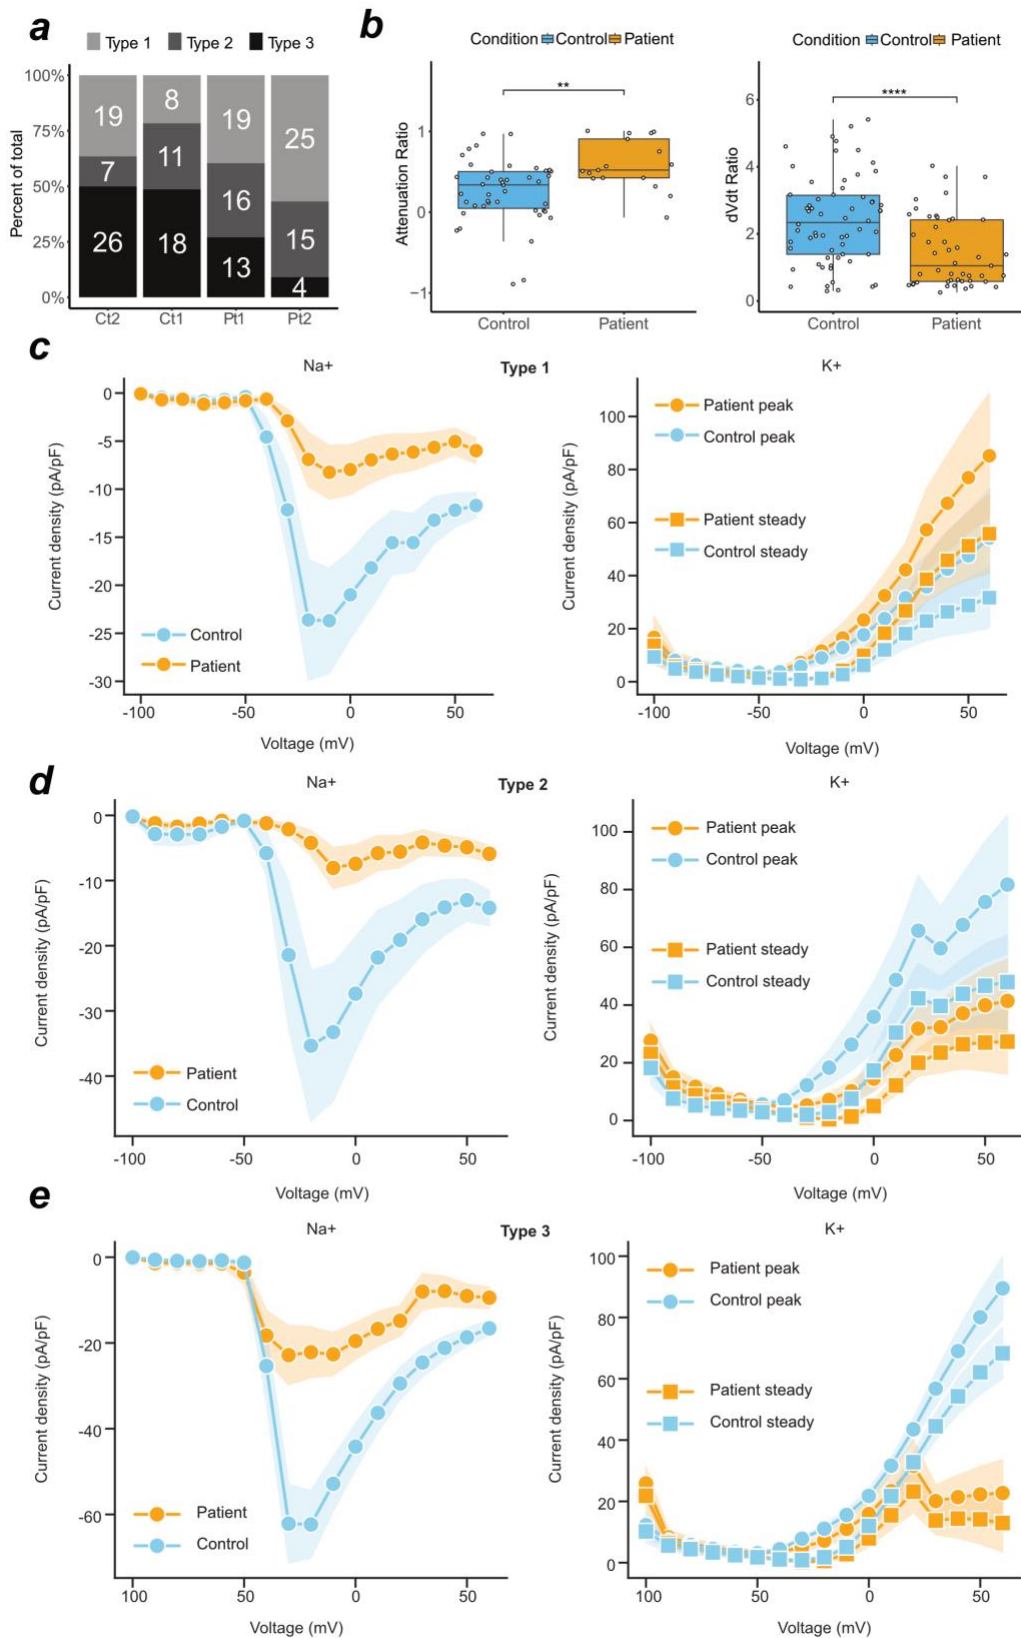 a
Type 1 Type 2 Type 3
Percent of total
100%
75%
50%
25%
0%
19 8 19 25
7 11 16 15
26 18 13 4
Ct2 Ct1 Pt1 Pt2
b
Condition Control Patient
Attenuation Ratio
1
0
−1
**
Control Patient
Condition Control Patient
dVdt Ratio
6
4
2
0
****
Control Patient
c
Type 1
Na+
Current density (pA/pF)
0
-5
-10
-15
-20
-25
-30
Control
Patient
-100 -50 0 50
Voltage (mV)
K+
Current density (pA/pF)
100
80
60
40
20
0
Patient peak
Control peak
Patient steady
Control steady
-100 -50 0 50
Voltage (mV)
d
Type 2
Na+
Current density (pA/pF)
0
-10
-20
-30
-40
Patient
Control
-100 -50 0 50
Voltage (mV)
K+
Current density (pA/pF)
100
80
60
40
20
0
Patient peak
Control peak
Patient steady
Control steady
-100 -50 0 50
Voltage (mV)
e
Type 3
Na+
Current density (pA/pF)
0
-20
-40
-60
Patient
Control
100 50 0 50
Voltage (mV)
K+
Current density (pA/pF)
100
80
60
40
20
0
Patient peak
Control peak
Patient steady
Control steady
100 50 0 50
Voltage (mV)